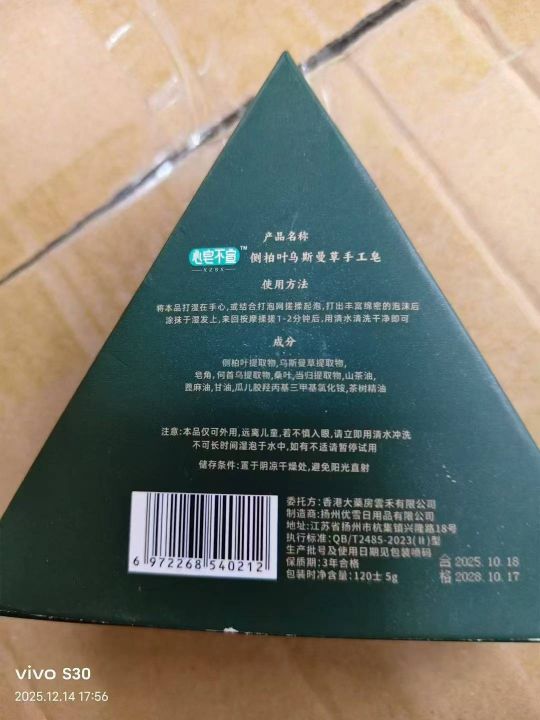 产品名称
心皂不宣™
XZBX
侧柏叶乌斯曼草手工皂
使用方法
将本品打湿在手心,或结合打泡网搓揉起泡,打出丰富绵密的泡沫后
涂抹于湿发上,来回按摩揉搓1-2分钟后,用清水清洗干净即可
成分
侧柏叶提取物,乌斯曼草提取物,
皂角,何首乌提取物,桑叶,当归提取物,山茶油,
蓖麻油,甘油,瓜儿胶羟丙基三甲基氯化铵,茶树精油
注意:本品仅可外用,远离儿童,若不慎入眼,请立即用清水冲洗
不可长时间湿泡于水中,如有不适请暂停试用
储存条件:置于阴凉干燥处,避免阳光直射
6 972268 540212
委托方:香港大藥房雲禾有限公司
制造商:扬州优雪日用品有限公司
地址:江苏省扬州市杭集镇兴隆路18号
执行标准:QB/T2485-2023(Ⅱ)型
生产批号及使用日期见包装喷码
保质期:3年合格
包装时净含量:120±5g
合 2025.10.18
格 2028.10.17
vivo S30
2025.12.14 17:56